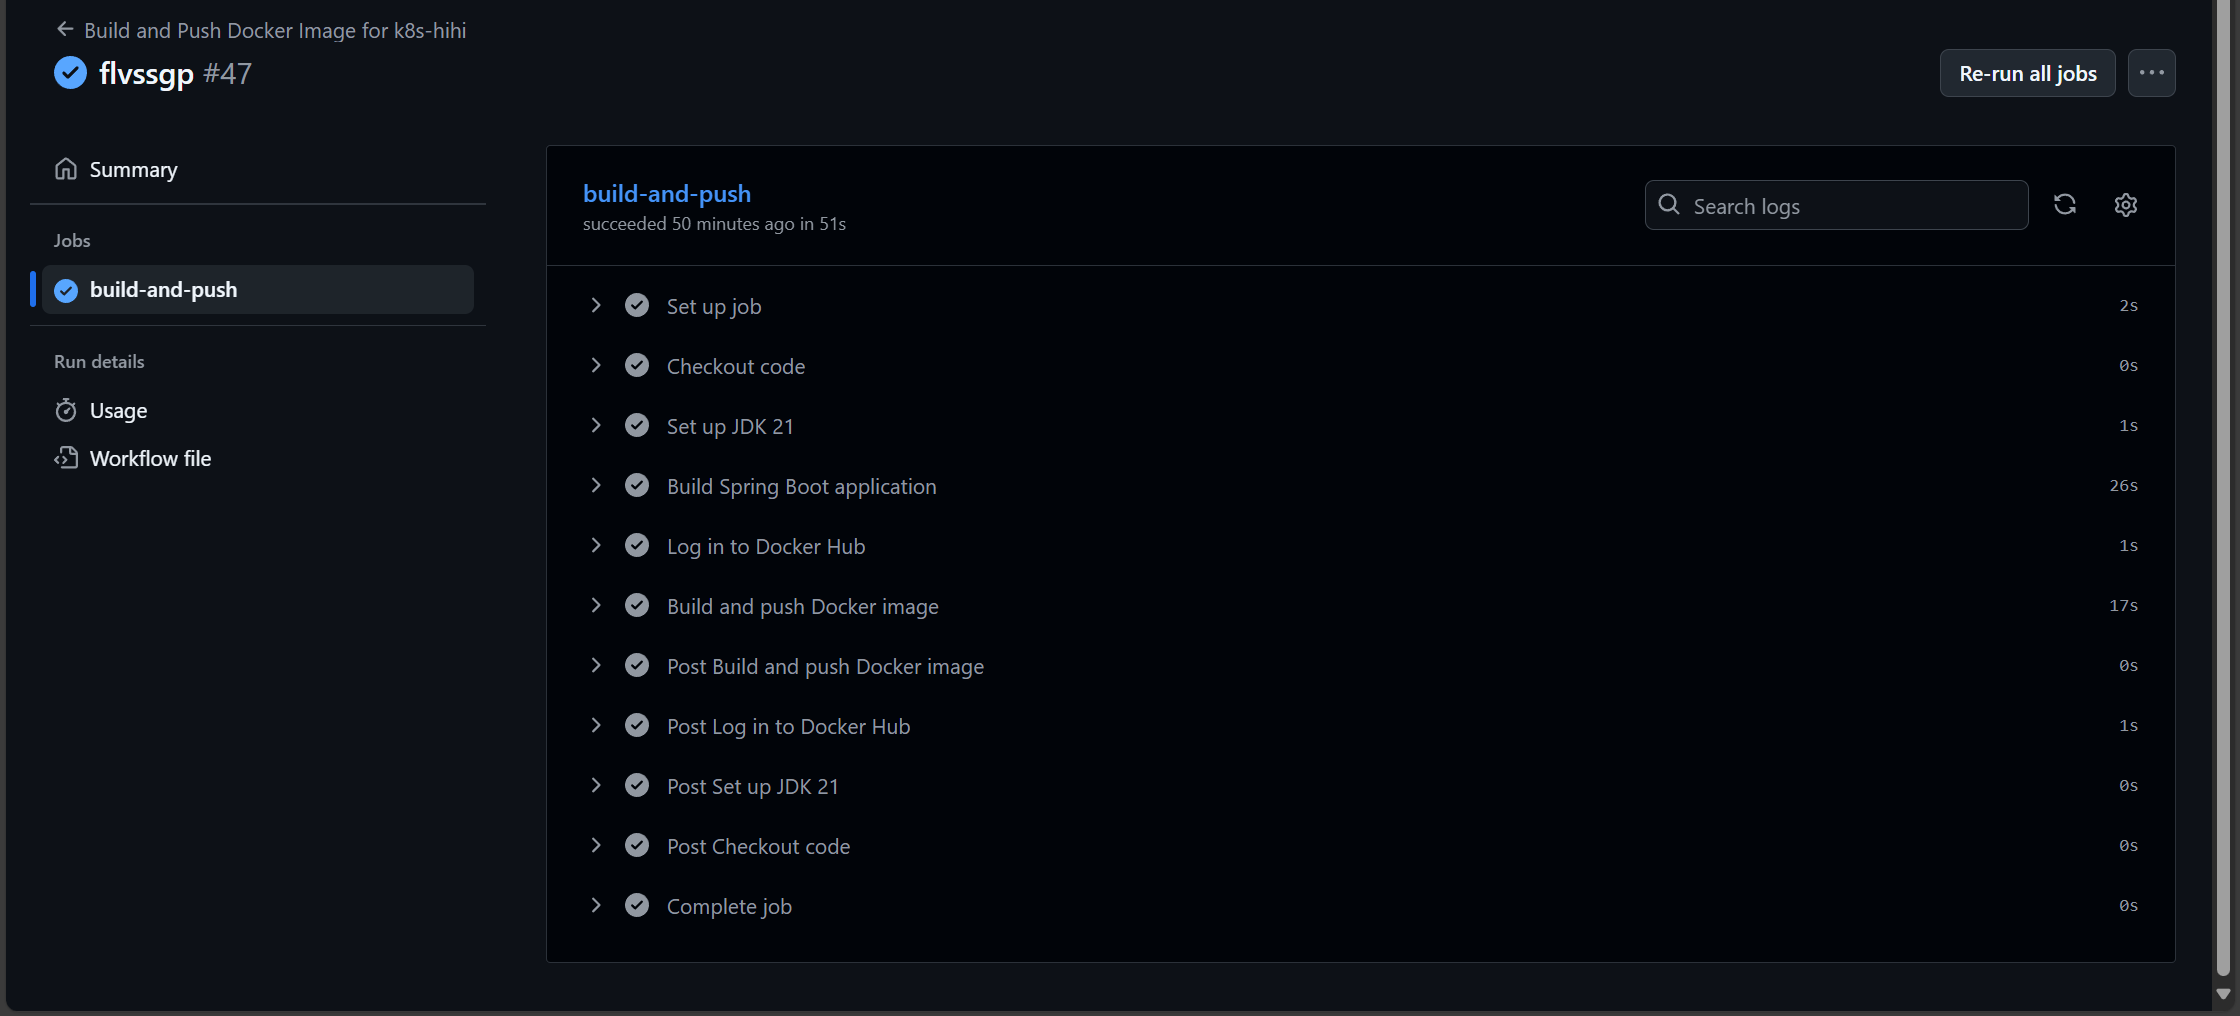 Build and Push Docker Image for k8s-hihi
flvssgp #47
Re-run all jobs
Summary
Jobs
build-and-push
Run details
Usage
Workflow file
build-and-push
succeeded 50 minutes ago in 51s
Search logs
Set up job 2s
Checkout code 0s
Set up JDK 21 1s
Build Spring Boot application 26s
Log in to Docker Hub 1s
Build and push Docker image 17s
Post Build and push Docker image 0s
Post Log in to Docker Hub 1s
Post Set up JDK 21 0s
Post Checkout code 0s
Complete job 0s